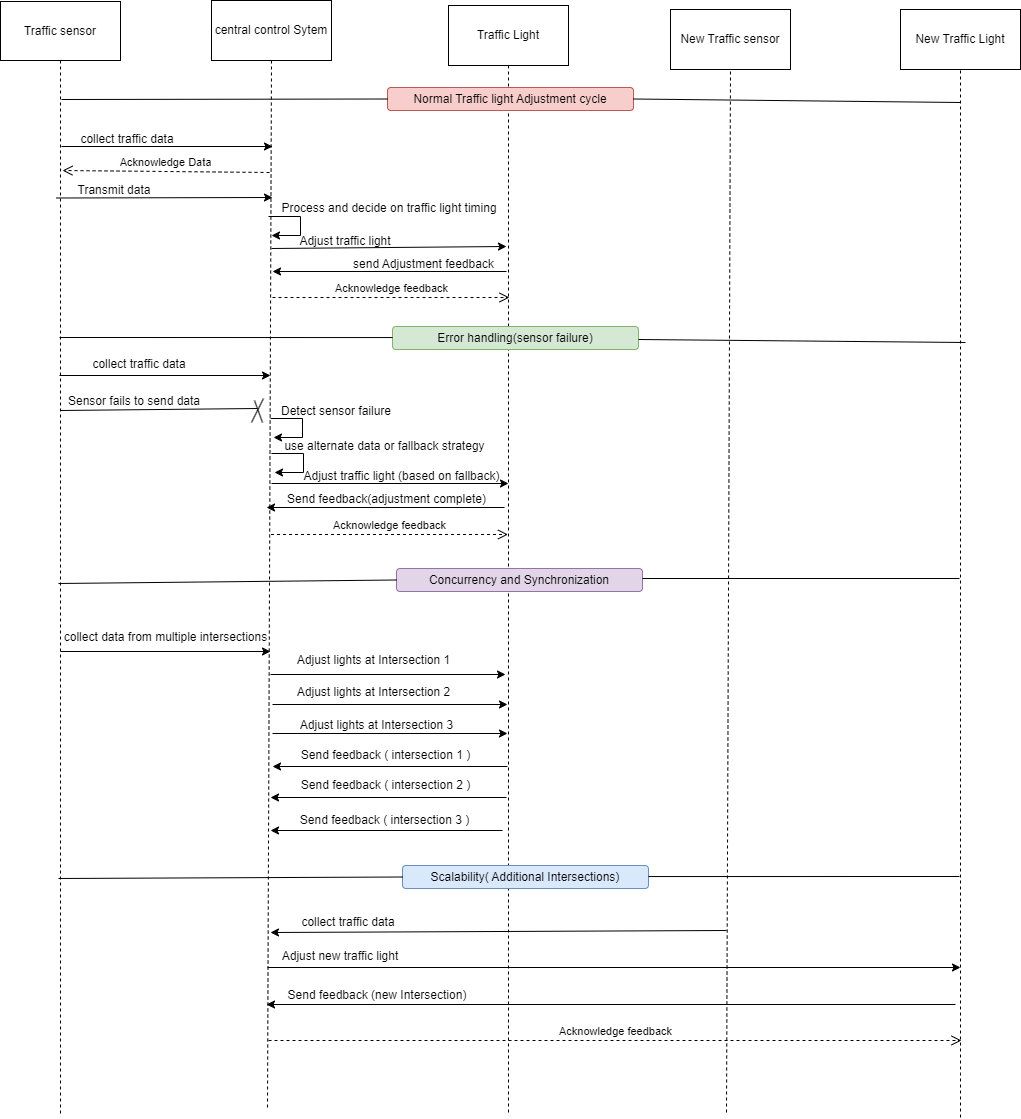 Traffic sensor
central control Sytem
Traffic Light
New Traffic sensor
New Traffic Light
Normal Traffic light Adjustment cycle
collect traffic data
Acknowledge Data
Transmit data
Process and decide on traffic light timing
Adjust traffic light
send Adjustment feedback
Acknowledge feedback
Error handling(sensor failure)
collect traffic data
Sensor fails to send data
Detect sensor failure
use alternate data or fallback strategy
Adjust traffic light (based on fallback)
Send feedback(adjustment complete)
Acknowledge feedback
Concurrency and Synchronization
collect data from multiple intersections
Adjust lights at Intersection 1
Adjust lights at Intersection 2
Adjust lights at Intersection 3
Send feedback ( intersection 1 )
Send feedback ( intersection 2 )
Send feedback ( intersection 3 )
Scalability( Additional Intersections)
collect traffic data
Adjust new traffic light
Send feedback (new Intersection)
Acknowledge feedback